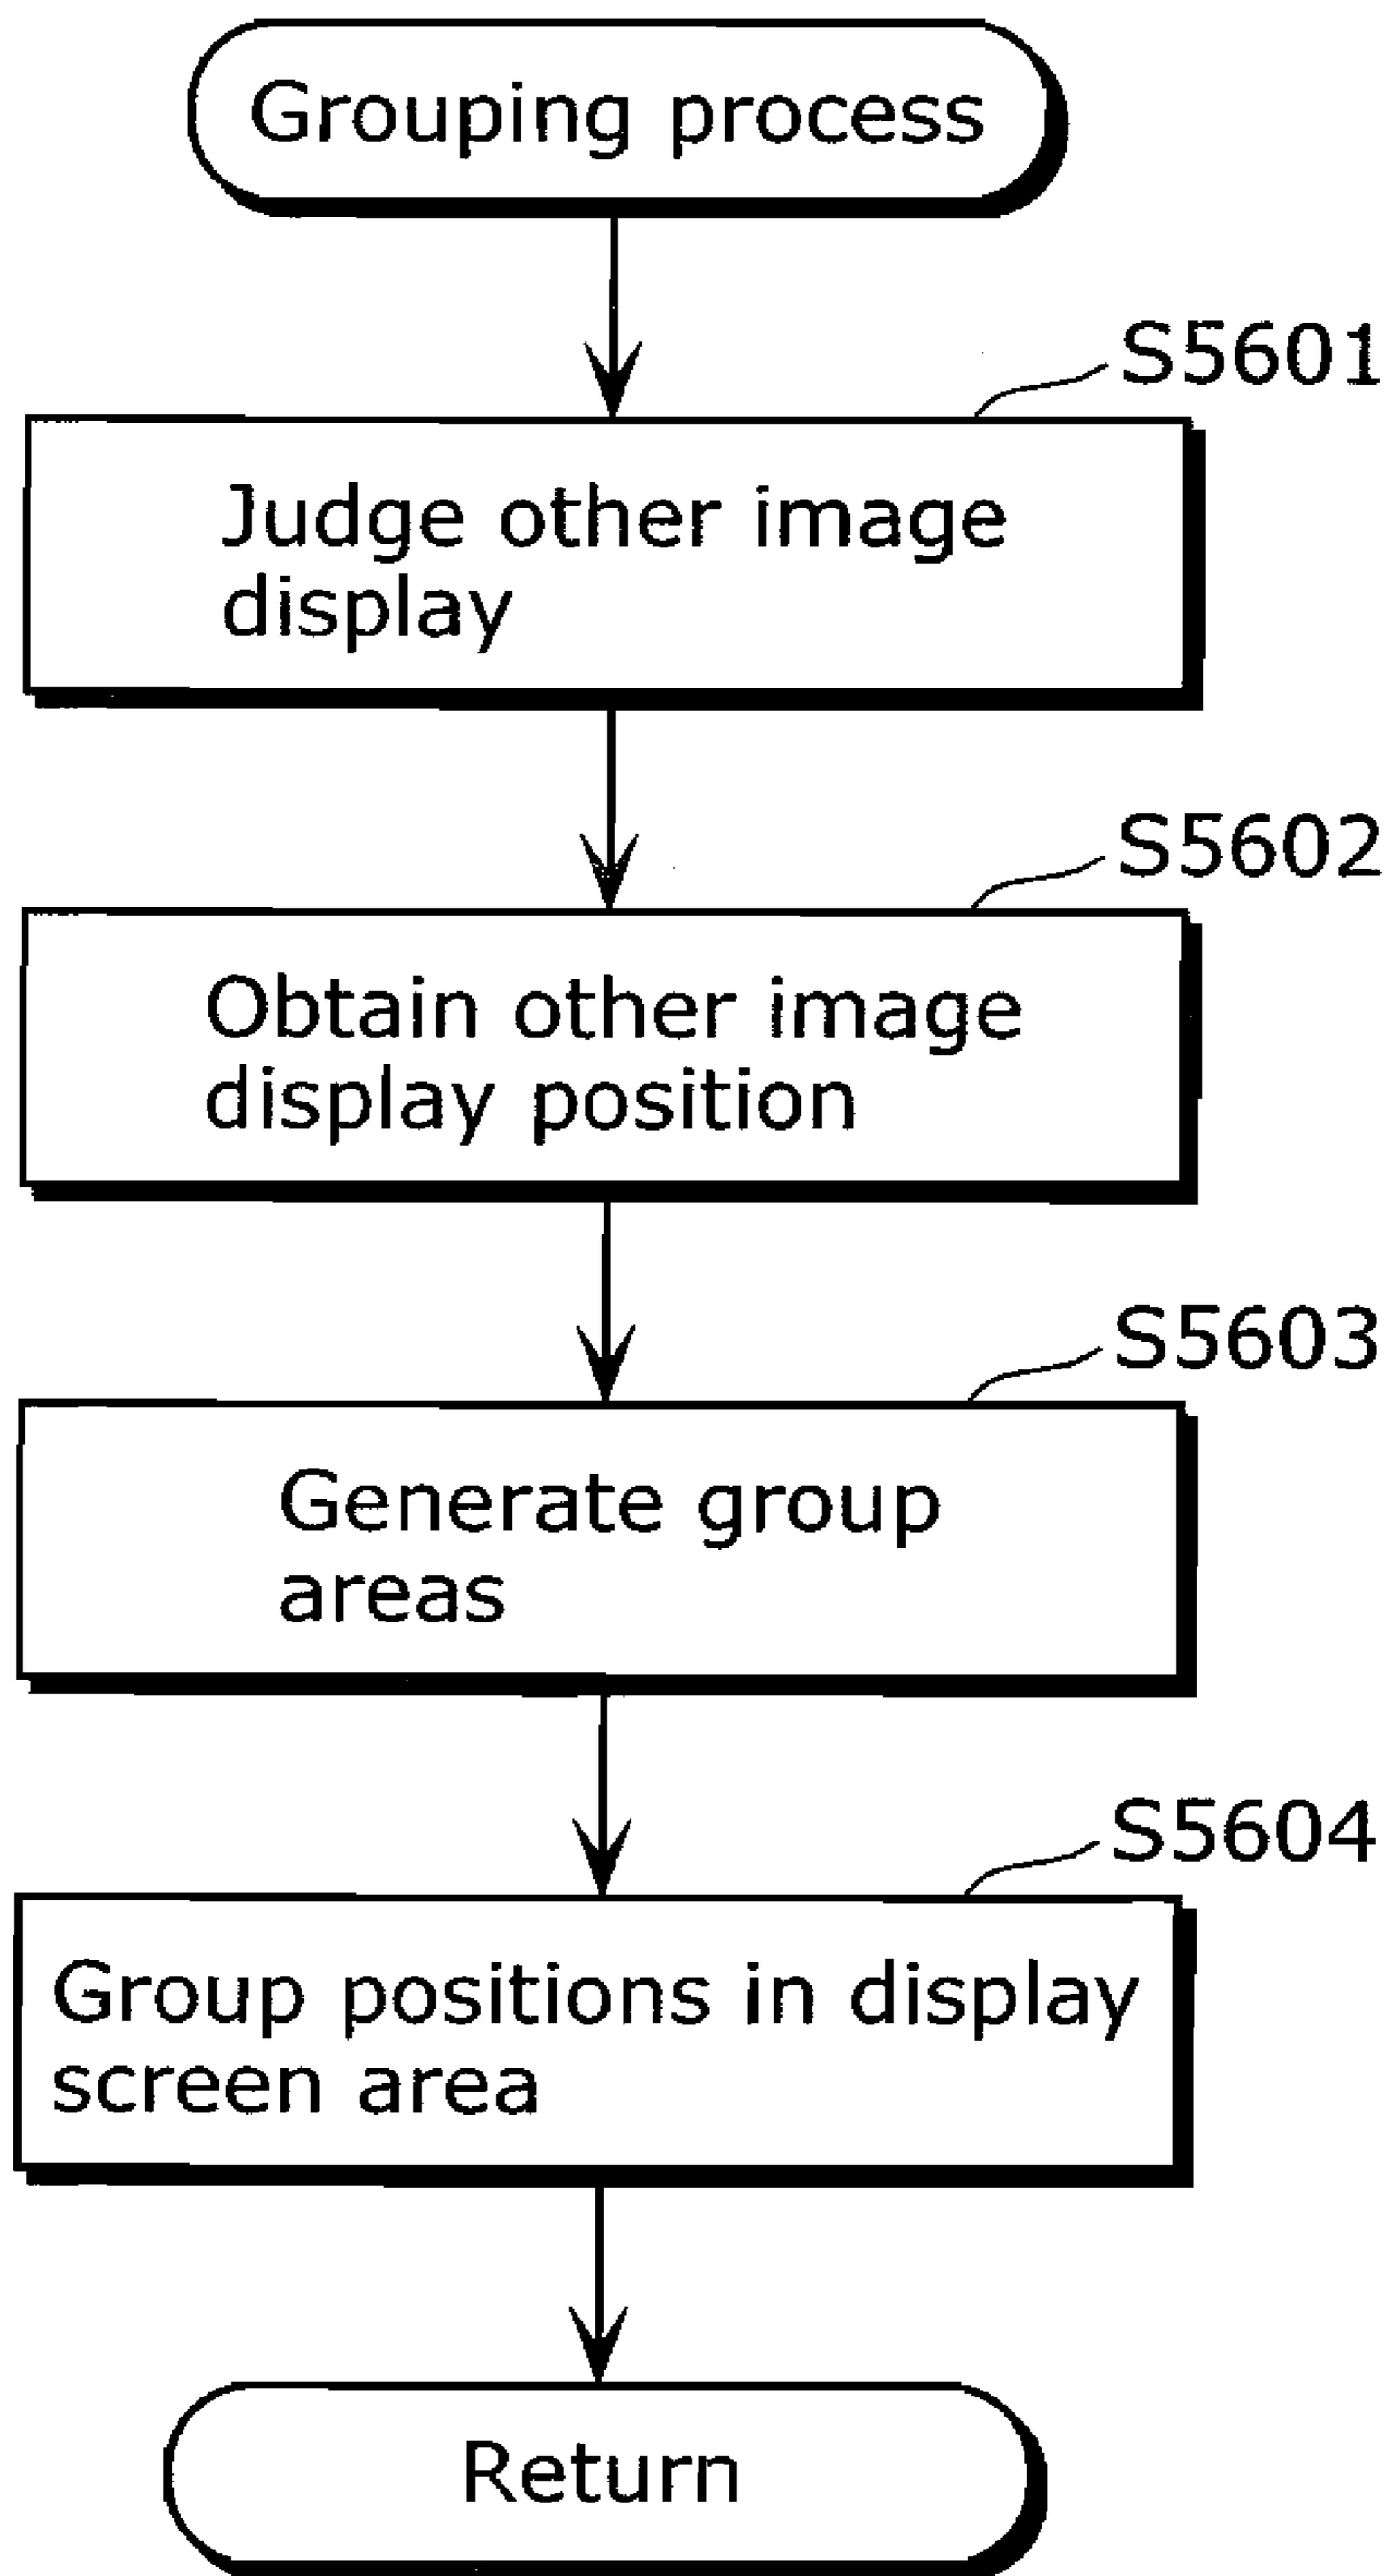 Grouping process
S5601
Judge other image
display
S5602
Obtain other image
display position
S5603
Generate group
areas
S5604
Group positions in display
screen area
Return